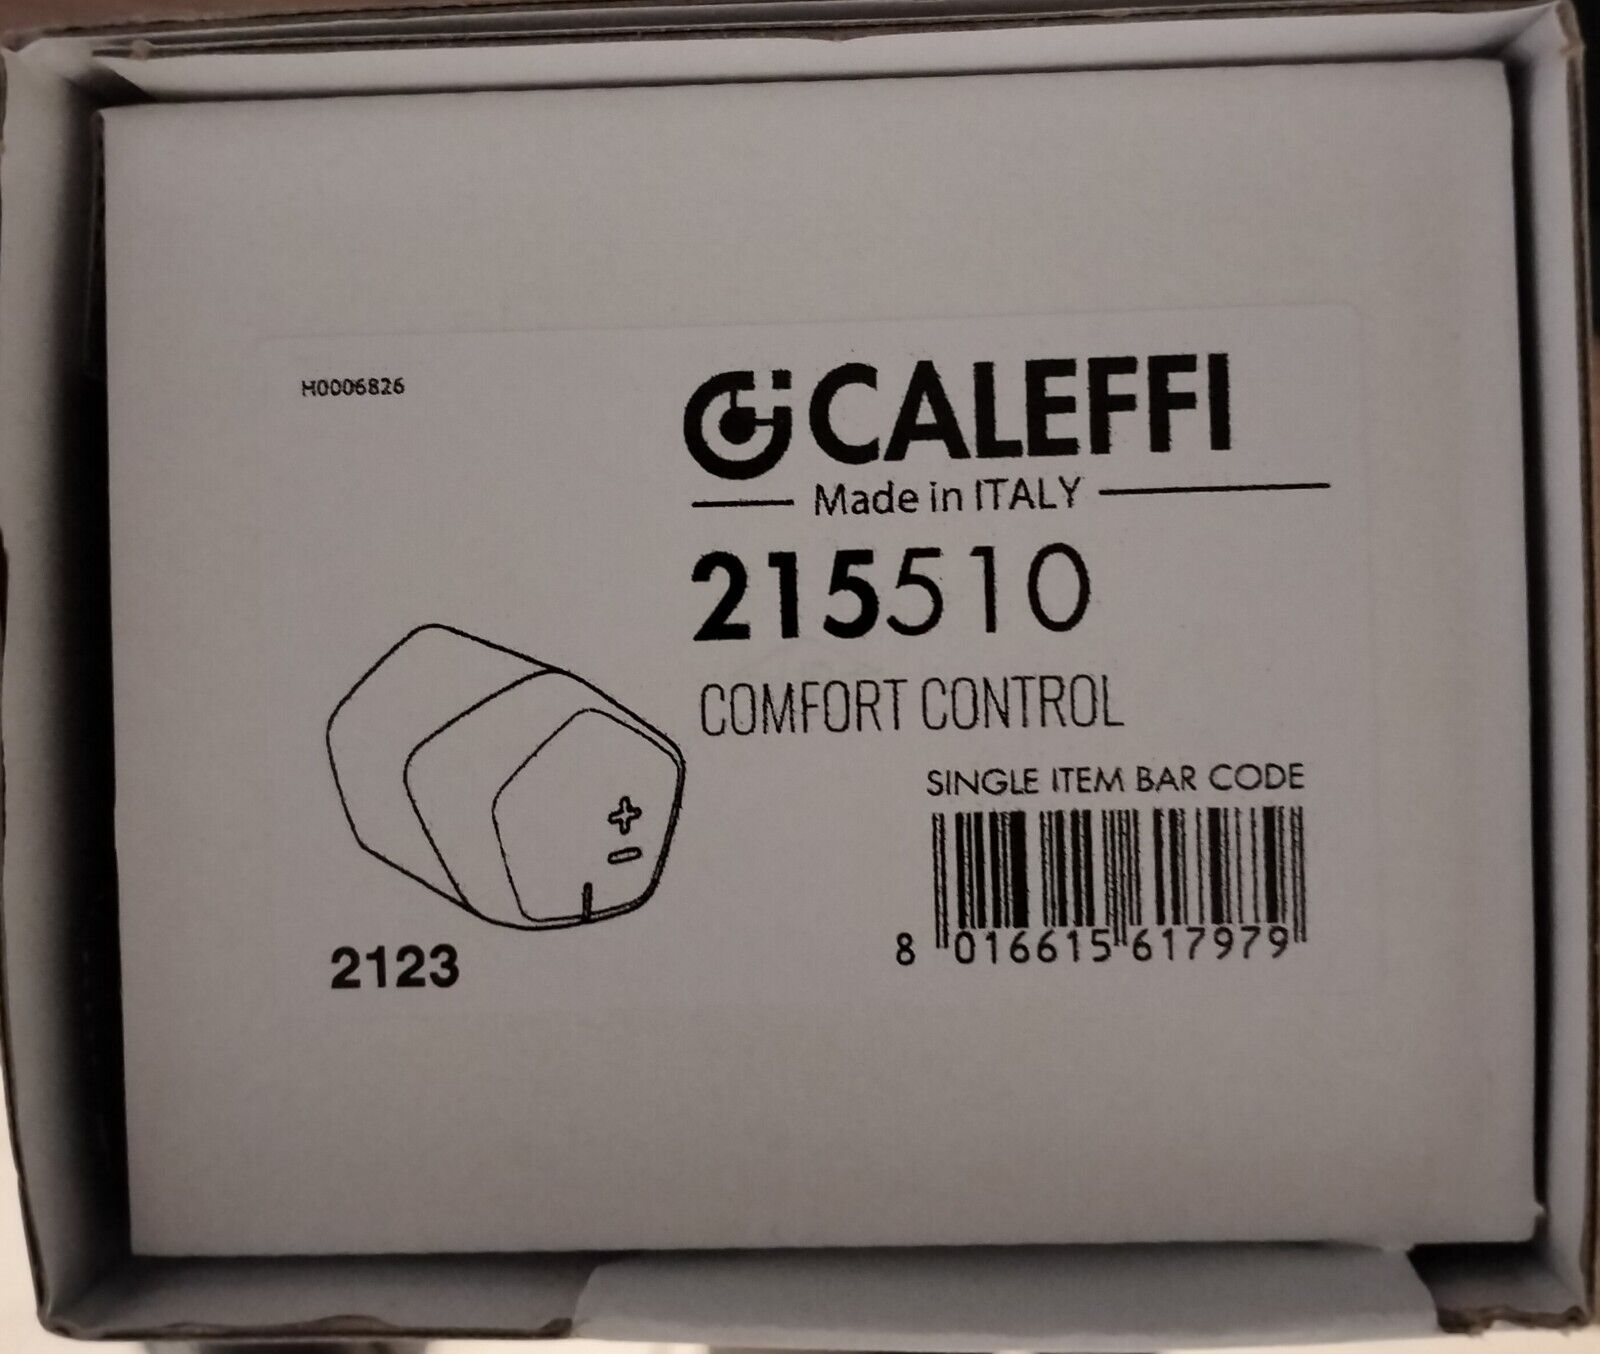 H0006826
CALEFFI
Made in ITALY
215510
COMFORT CONTROL
SINGLE ITEM BAR CODE
+
-
8 016615 617979
2123